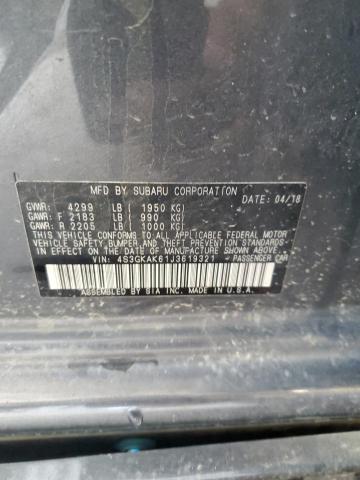 MFD BY SUBARU CORPORATION
DATE: 04/18
GVWR: 4299 LB ( 1950 KG)
GAWR: F 2183 LB ( 990 KG)
GAWR: R 2205 LB ( 1000 KG)
THIS VEHICLE CONFORMS TO ALL APPLICABLE FEDERAL MOTOR
VEHICLE SAFETY, BUMPER, AND THEFT PREVENTION STANDARDS
IN EFFECT ON THE DATE OF MANUFACTURE SHOWN ABOVE.
VIN: 4S3GKAK61J3619321 PASSENGER CAR
ASSEMBLED BY SIA INC. MADE IN U.S.A.